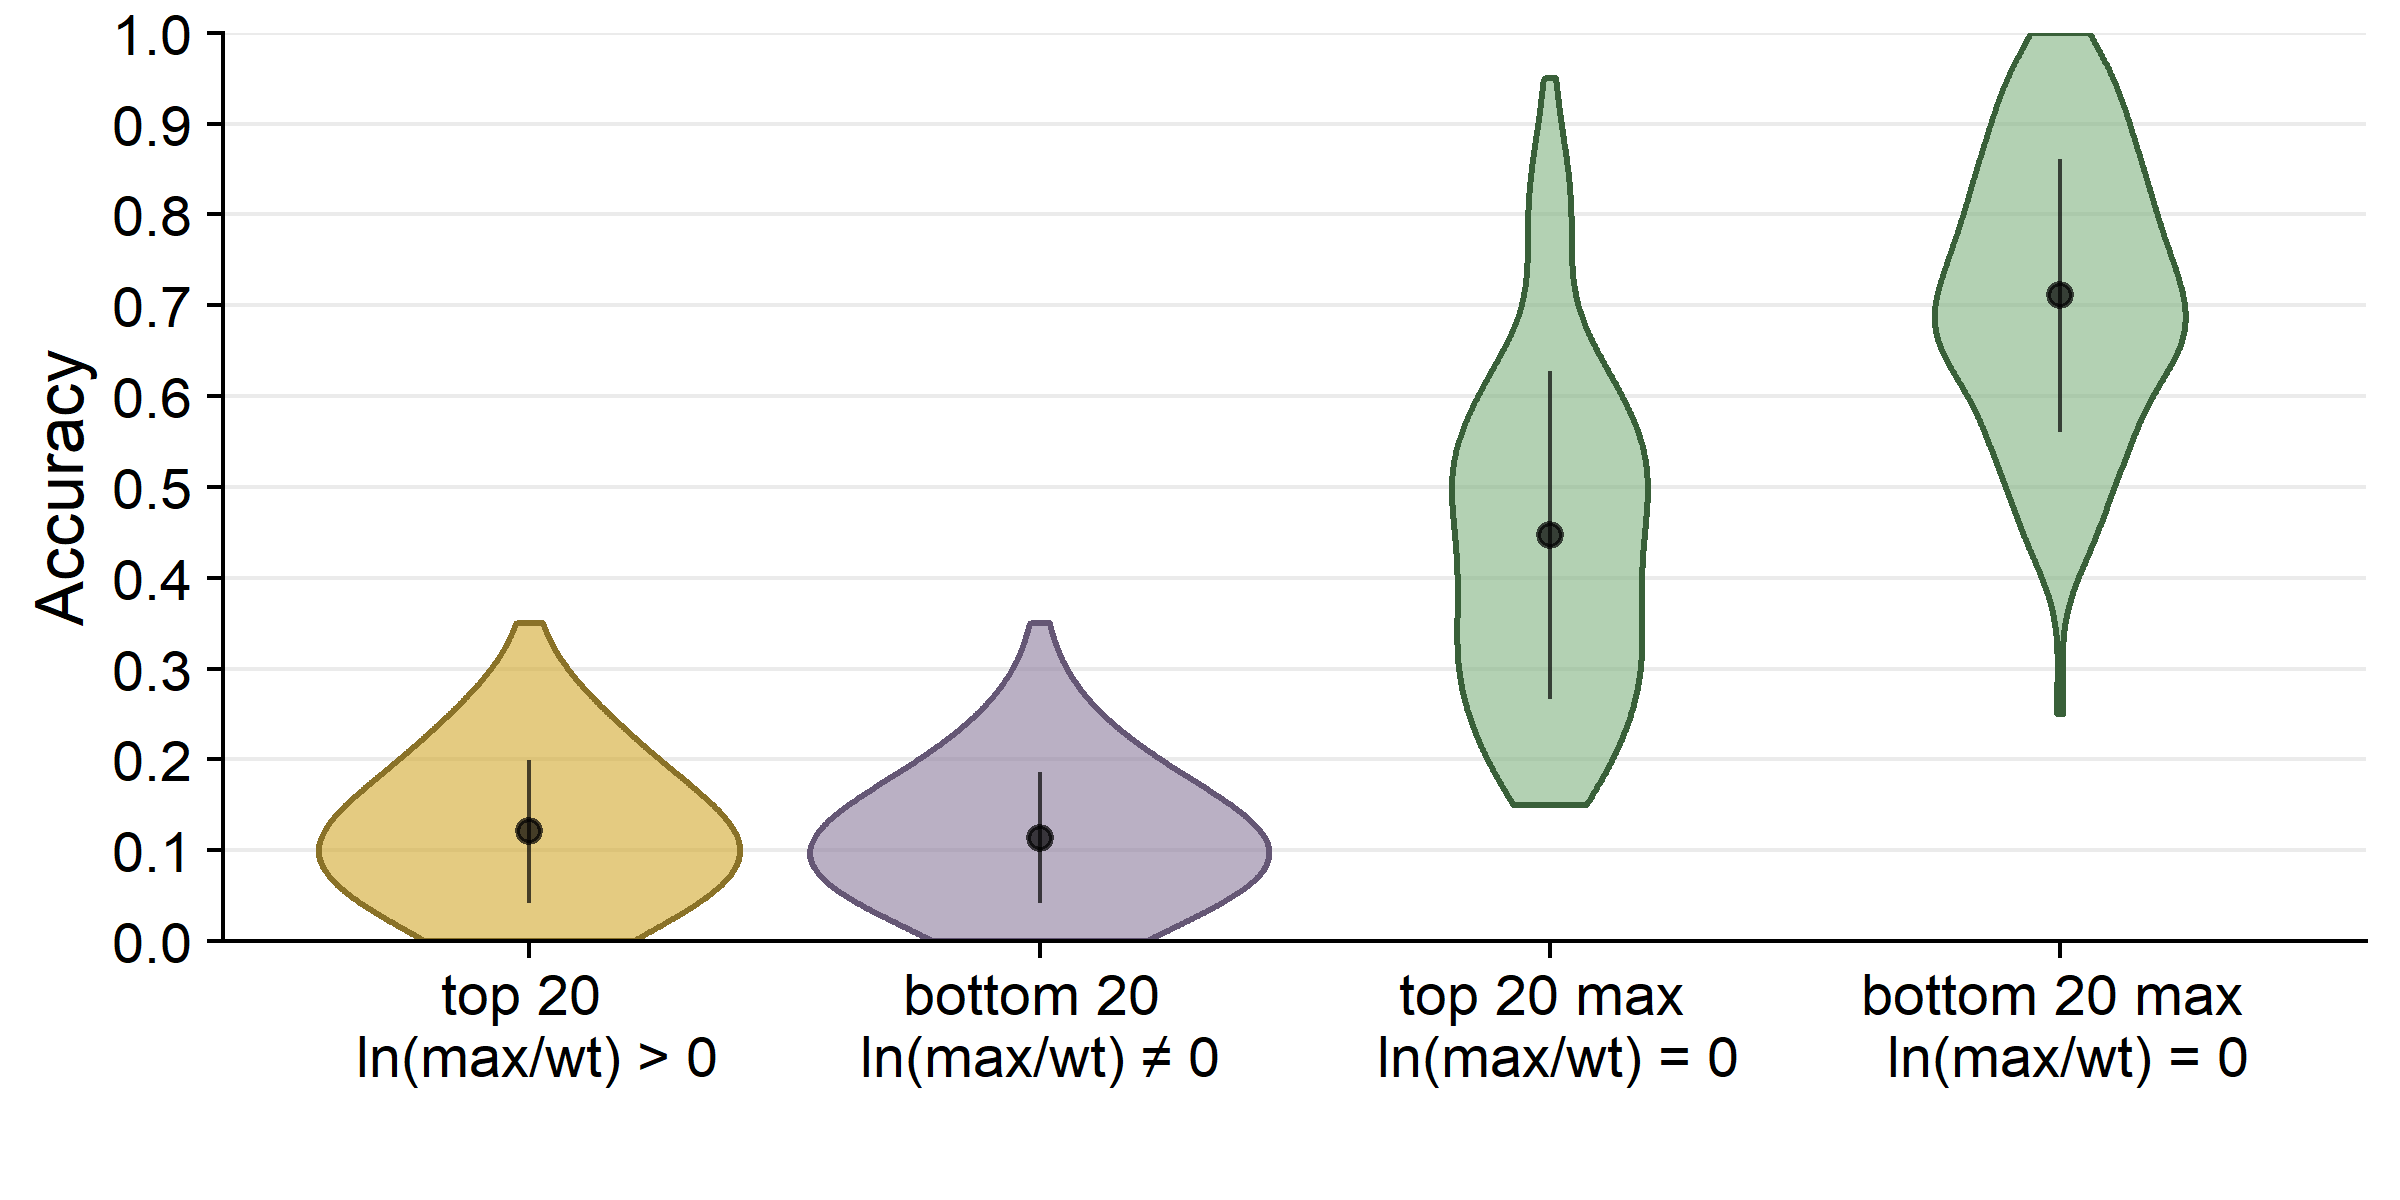 1.0
0.9
0.8
0.7
0.6
0.5
0.4
0.3
0.2
0.1
0.0
Accuracy
top 20
ln(max/wt) > 0
bottom 20
ln(max/wt) ≠ 0
top 20 max
ln(max/wt) = 0
bottom 20 max
ln(max/wt) = 0